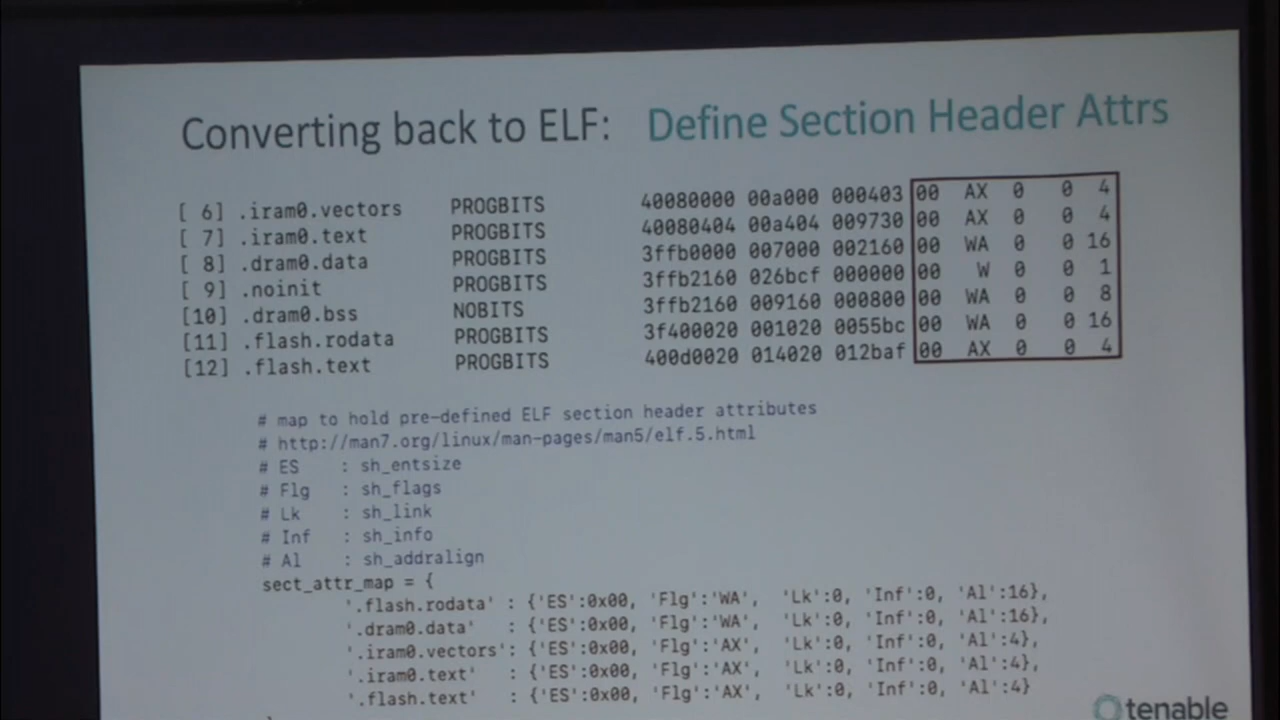 Converting back to ELF: Define Section Header Attrs
[ 6] .iram0.vectors PROGBITS 40080000 00a000 000403 00 AX 0 0 4
[ 7] .iram0.text PROGBITS 40080404 00a404 009730 00 AX 0 0 4
[ 8] .dram0.data PROGBITS 3ffb0000 007000 002160 00 WA 0 0 16
[ 9] .noinit PROGBITS 3ffb2160 026bcf 000000 00 W 0 0 1
[10] .dram0.bss NOBITS 3ffb2160 009160 000800 00 WA 0 0 8
[11] .flash.rodata PROGBITS 3f400020 001020 0055bc 00 WA 0 0 16
[12] .flash.text PROGBITS 400d0020 014020 012baf 00 AX 0 0 4
# map to hold pre-defined ELF section header attributes
# http://man7.org/linux/man-pages/man5/elf.5.html
# ES : sh_entsize
# Flg : sh_flags
# Lk : sh_link
# Inf : sh_info
# Al : sh_addralign
sect_attr_map = {
'.flash.rodata' : {'ES':0x00, 'Flg':'WA', 'Lk':0, 'Inf':0, 'Al':16},
'.dram0.data' : {'ES':0x00, 'Flg':'WA', 'Lk':0, 'Inf':0, 'Al':16},
'.iram0.vectors': {'ES':0x00, 'Flg':'AX', 'Lk':0, 'Inf':0, 'Al':4},
'.iram0.text' : {'ES':0x00, 'Flg':'AX', 'Lk':0, 'Inf':0, 'Al':4},
'.flash.text' : {'ES':0x00, 'Flg':'AX', 'Lk':0, 'Inf':0, 'Al':4}
tenable